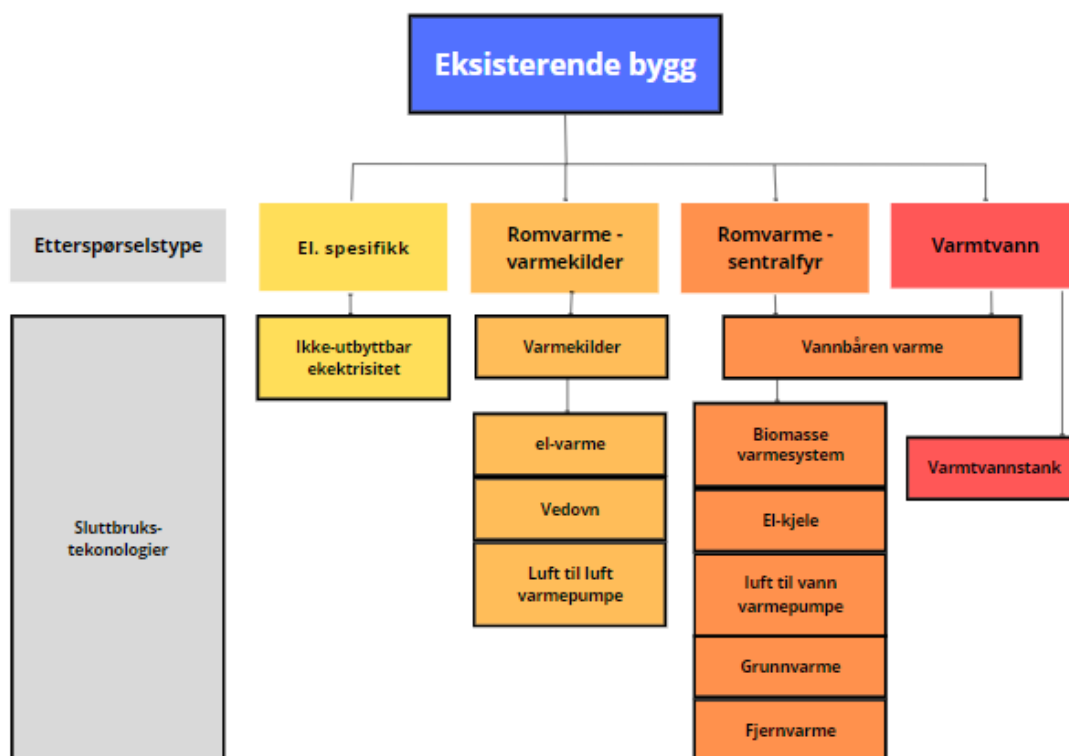 Eksisterende bygg
Etterspørselstype
El. spesifikk
Romvarme -
varmekilder
Romvarme -
sentralfyr
Varmtvann
Sluttbruks-
tekonologier
Ikke-utbyttbar
ekektrisitet
Varmekilder
Vannbåren varme
el-varme
Vedovn
Luft til luft
varmepumpe
Biomasse
varmesystem
El-kjele
luft til vann
varmepumpe
Grunnvarme
Fjernvarme
Varmtvannstank